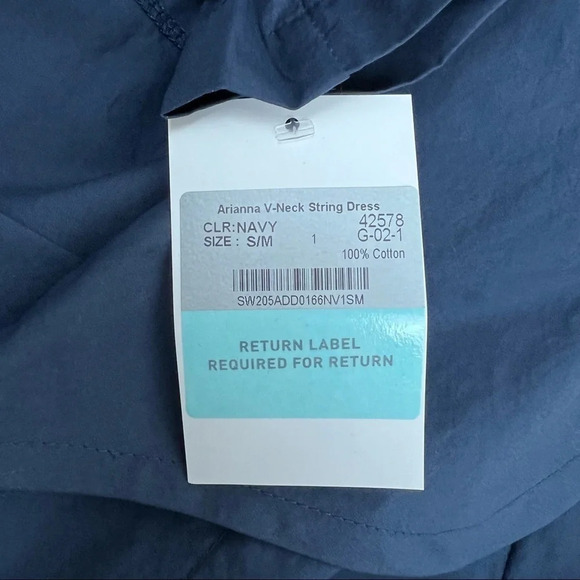 Arianna V-Neck String Dress
CLR:NAVY 42578
SIZE : S/M 1 G-02-1
100% Cotton
SW205ADD0166NV1SM
RETURN LABEL
REQUIRED FOR RETURN